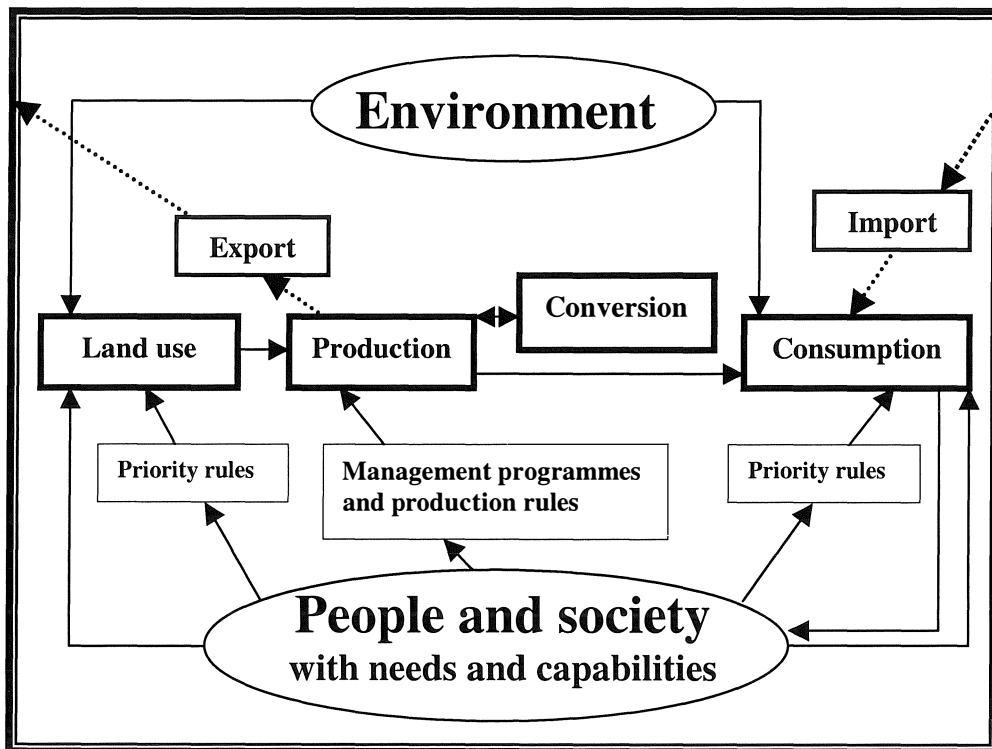 Environment
Import
Export
Conversion
Land use
Production
Consumption
Priority rules
Management programmes
and production rules
Priority rules
People and society
with needs and capabilities